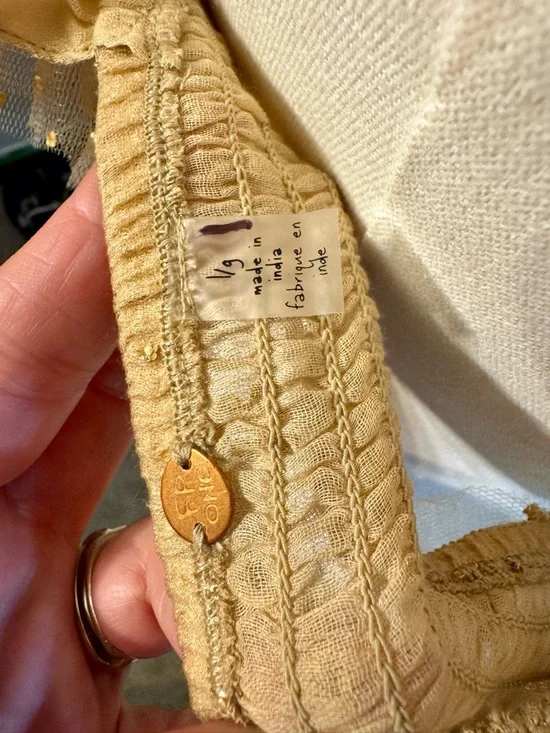 l/g
made in
india
fabrique en
inde
FP
ONE